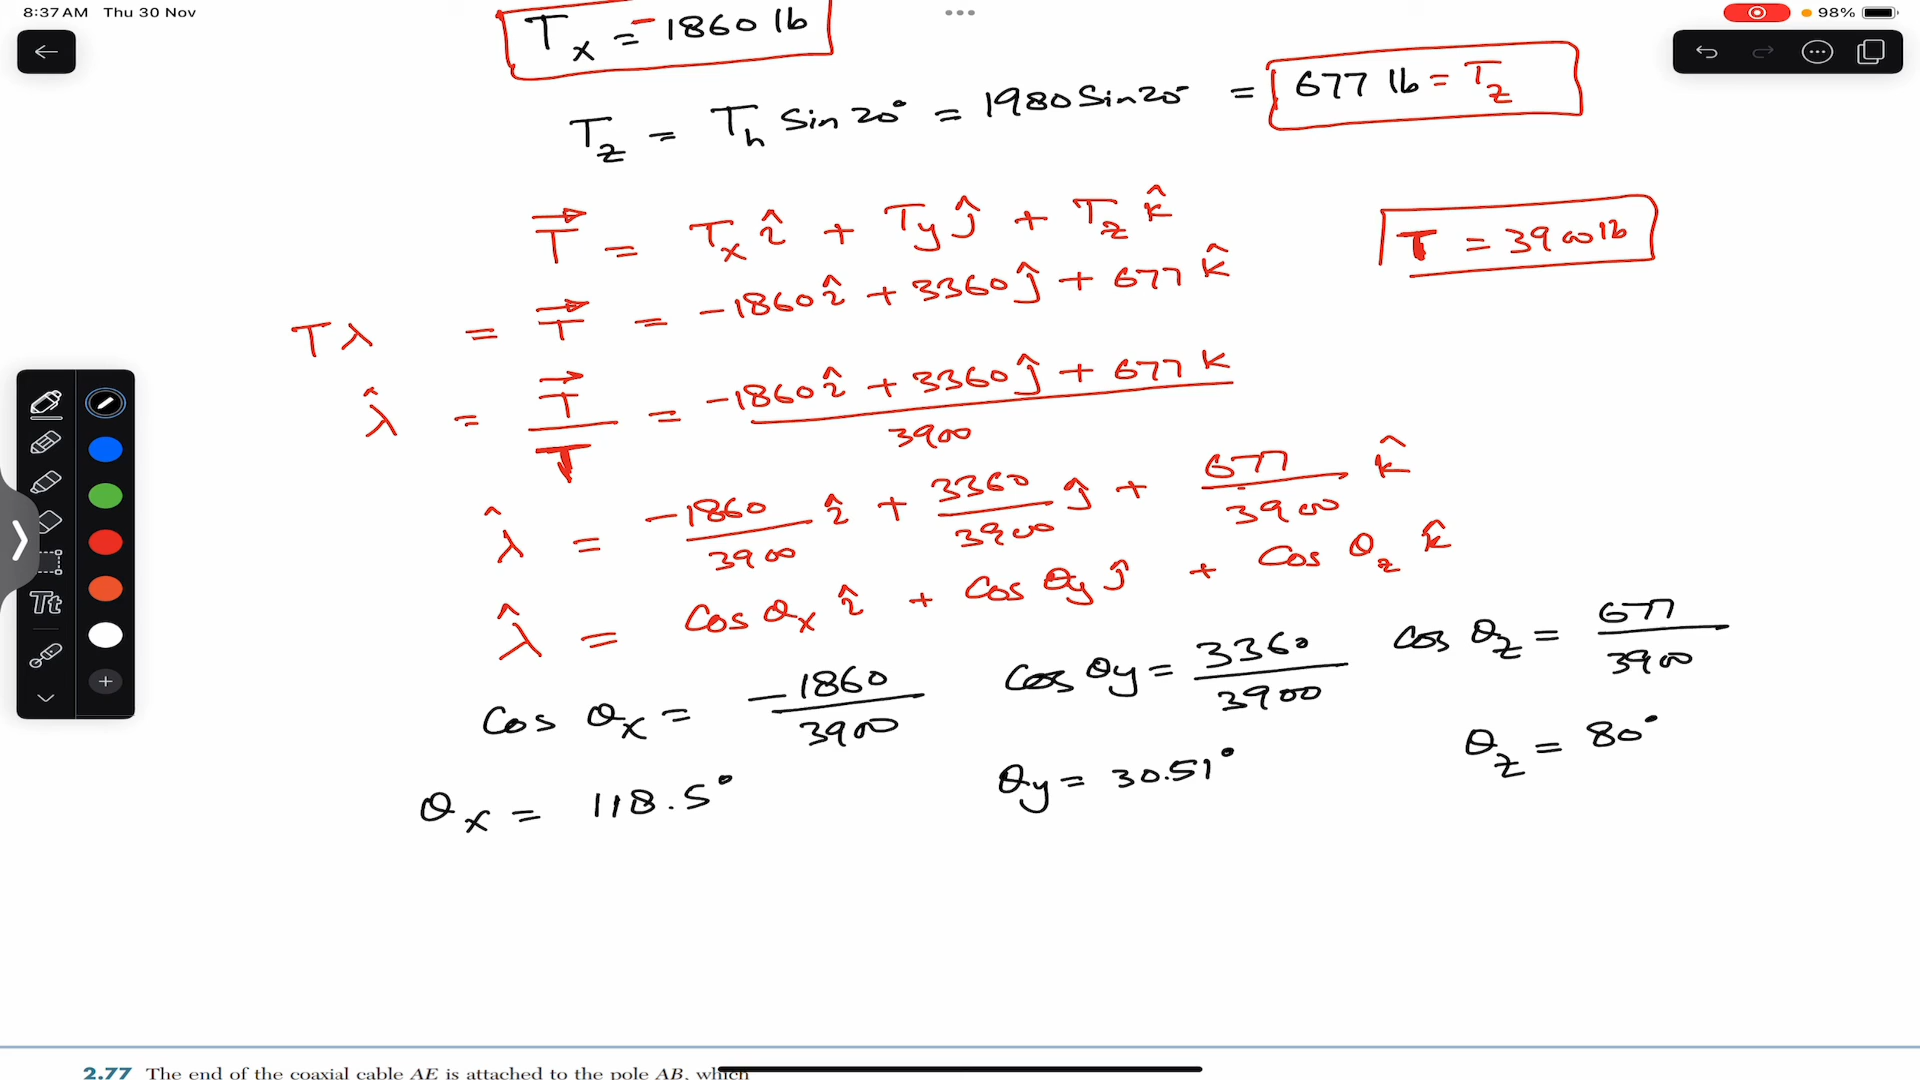 8:37 AM Thu 30 Nov
98%
Tx = -1860 lb
Tz = Th Sin 20° = 1980 Sin 20° = 677 lb = Tz
T⃗ = Tx î + Ty ĵ + Tz k̂
T = 3900 lb
Tλ = T⃗ = -1860 î + 3360 ĵ + 677 k̂
λ̂ = T⃗ / T = (-1860 î + 3360 ĵ + 677 k) / 3900
λ̂ = -1860/3900 î + 3360/3900 ĵ + 677/3900 k̂
λ̂ = Cos θx î + Cos θy ĵ + Cos θz k̂
Cos θx = -1860/3900 Cos θy = 3360/3900 Cos θz = 677/3900
θx = 118.5° θy = 30.51° θz = 80°
Tt
2.77 The end of the coaxial cable AE is attached to the pole AB, which